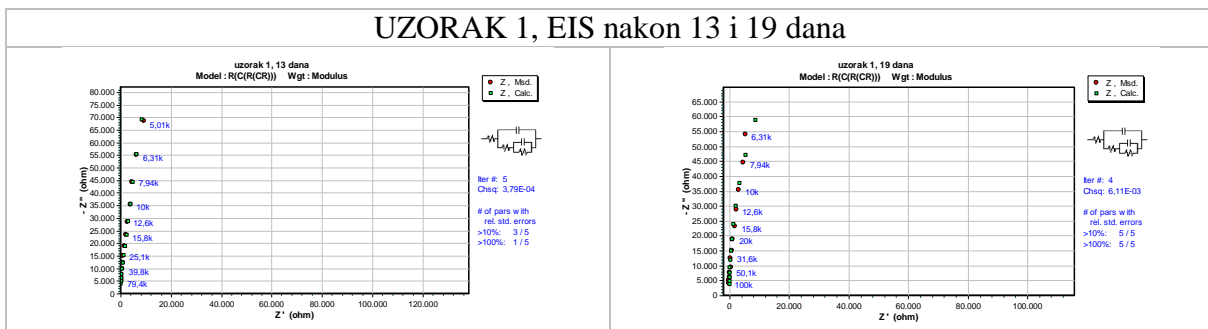 UZORAK 1, EIS nakon 13 i 19 dana
uzorak 1, 13 dana
Model : R(C(R(CR))) Wgt : Modulus
Z , Msd.
Z , Calc.
80.000
75.000
70.000
65.000
60.000
55.000
50.000
45.000
40.000
35.000
30.000
25.000
20.000
15.000
10.000
5.000
0
- Z '' (ohm)
5,01k
6,31k
7,94k
10k
12,6k
15,8k
25,1k
39,8k
79,4k
0
20.000
40.000
60.000
80.000
100.000
120.000
Z ' (ohm)
Iter #: 5
Chsq: 3,79E-04
# of pars with
rel. std. errors
>10%: 3 / 5
>100%: 1 / 5
uzorak 1, 19 dana
Model : R(C(R(CR))) Wgt : Modulus
Z , Msd.
Z , Calc.
65.000
60.000
55.000
50.000
45.000
40.000
35.000
30.000
25.000
20.000
15.000
10.000
5.000
0
- Z '' (ohm)
6,31k
7,94k
10k
12,6k
15,8k
20k
31,6k
50,1k
100k
0
20.000
40.000
60.000
80.000
100.000
Z ' (ohm)
Iter #: 4
Chsq: 6,11E-03
# of pars with
rel. std. errors
>10%: 5 / 5
>100%: 5 / 5